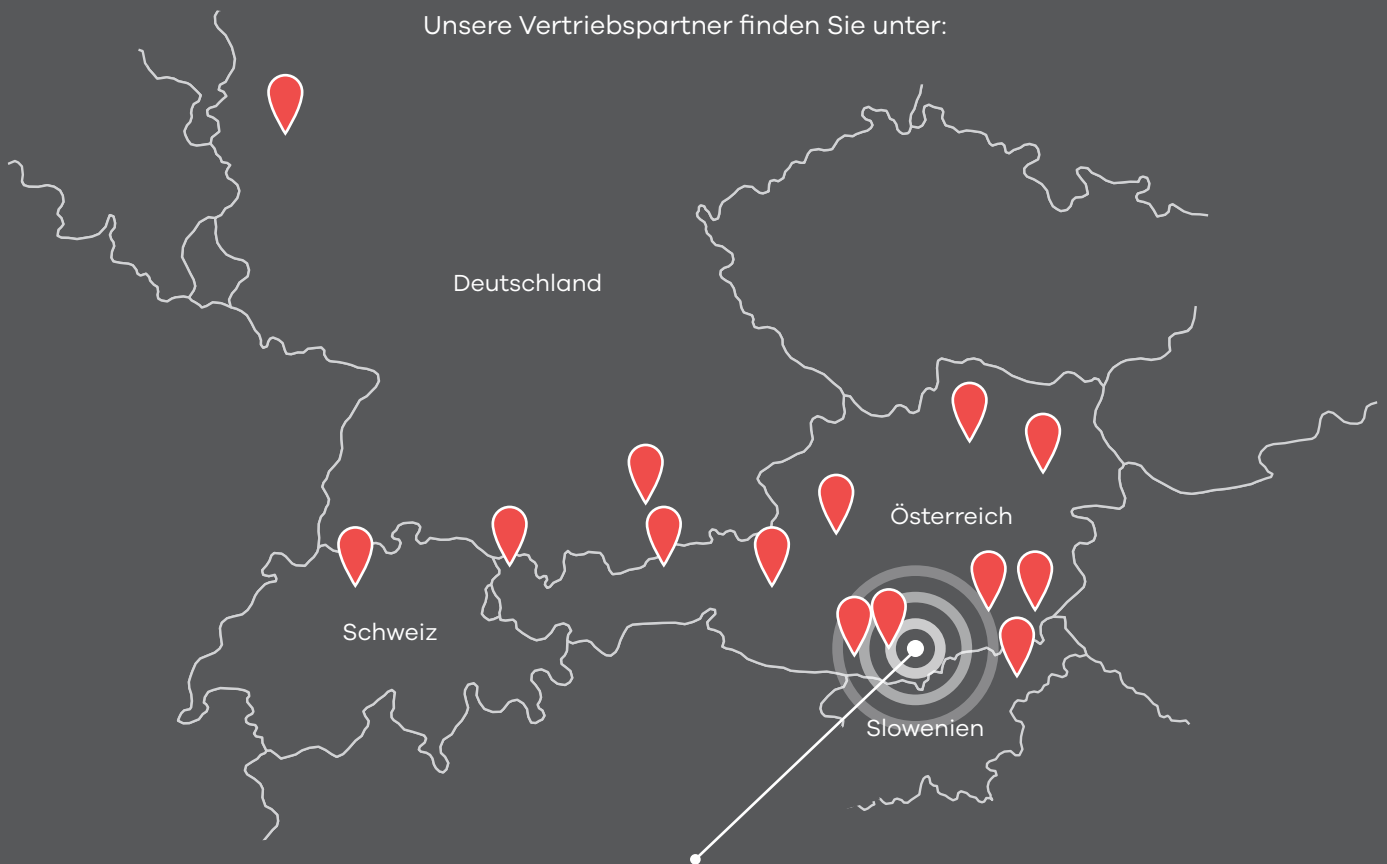 Unsere Vertriebspartner finden Sie unter:
Deutschland
Österreich
Schweiz
Slowenien